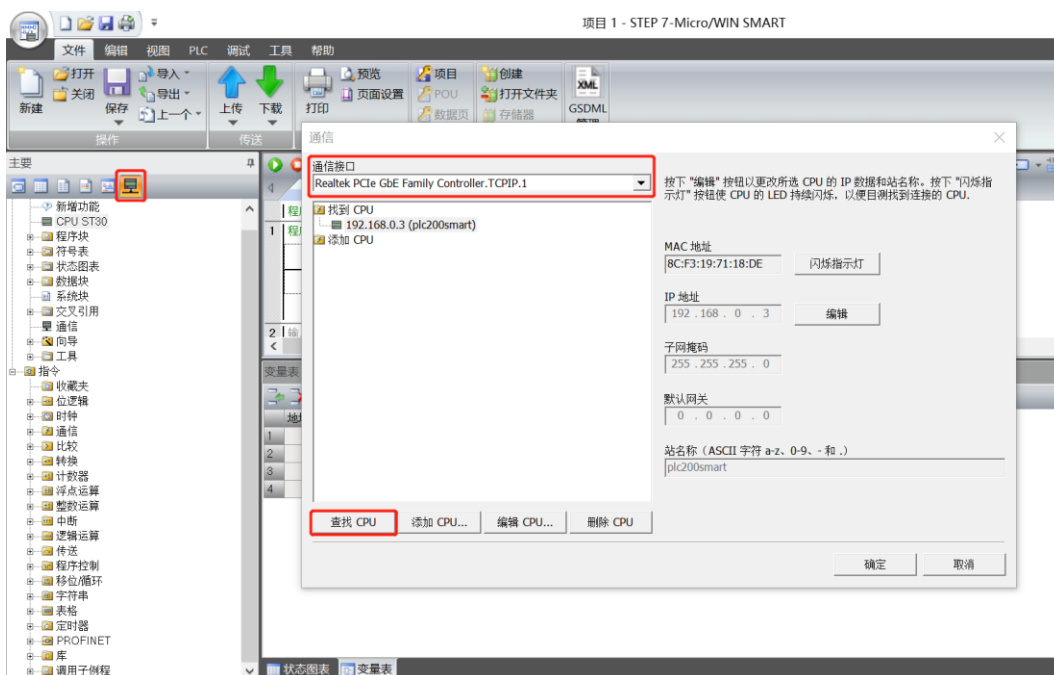 项目 1 - STEP 7-Micro/WIN SMART
文件 编辑 视图 PLC 调试 工具 帮助
新建
打开
关闭
保存
导入
导出
上一个
操作
上传
下载
传送
打印
预览
页面设置
项目
POU
数据页
创建
打开文件夹
存储器
XML
GSDML
主要
新增功能
CPU ST30
程序块
符号表
状态图表
数据块
系统块
交叉引用
通信
向导
工具
指令
收藏夹
位逻辑
时钟
通信
比较
转换
计数器
浮点运算
整数运算
中断
逻辑运算
传送
程序控制
移位/循环
字符串
表格
定时器
PROFINET
库
调用子例程
1
2
变量表
1
2
3
4
状态图表
变量表
通信
通信接口
Realtek PCIe GbE Family Controller.TCPIP.1
找到 CPU
192.168.0.3 (plc200smart)
添加 CPU
查找 CPU
添加 CPU...
编辑 CPU...
删除 CPU
按下 "编辑" 按钮以更改所选 CPU 的 IP 数据和站名称。按下 "闪烁指
示灯" 按钮使 CPU 的 LED 持续闪烁，以便目测找到连接的 CPU.
MAC 地址
8C:F3:19:71:18:DE
闪烁指示灯
IP 地址
192 . 168 . 0 . 3
编辑
子网掩码
255 . 255 . 255 . 0
默认网关
0 . 0 . 0 . 0
站名称（ASCII 字符 a-z、0-9、- 和 .）
plc200smart
确定
取消